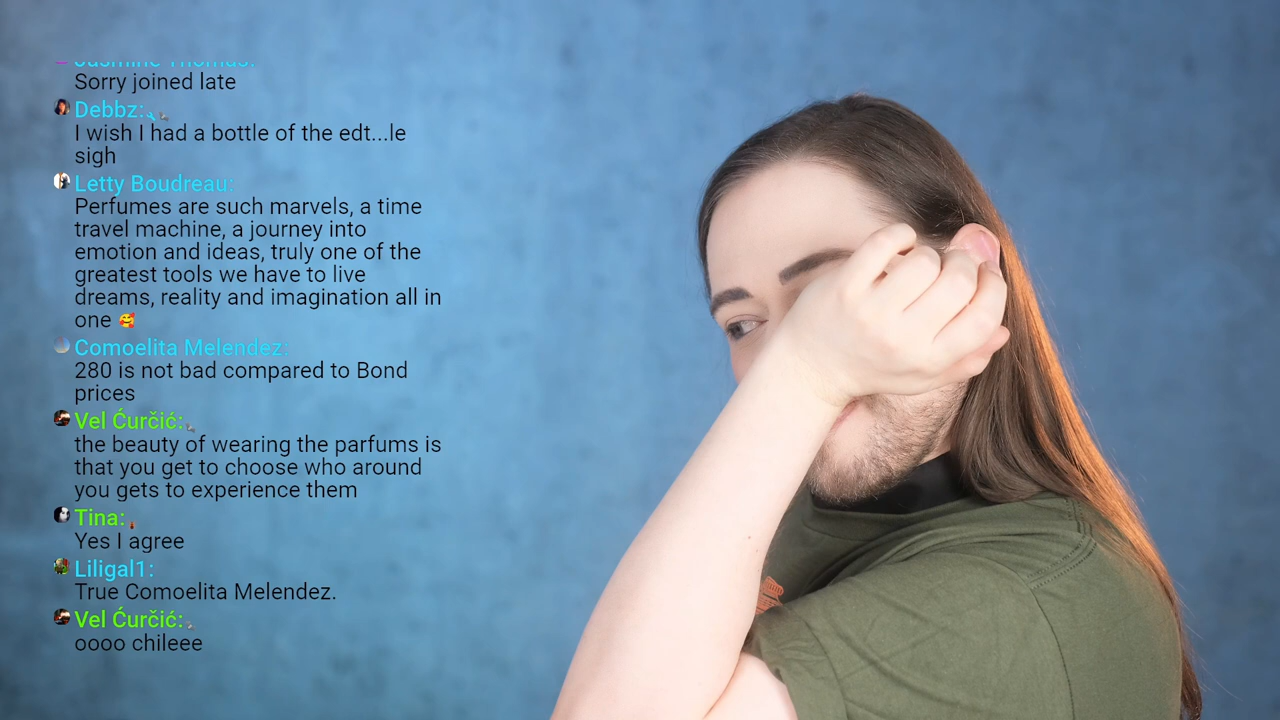 Jasmine Thomas:
Sorry joined late
Debbz:
I wish I had a bottle of the edt...le
sigh
Letty Boudreau:
Perfumes are such marvels, a time
travel machine, a journey into
emotion and ideas, truly one of the
greatest tools we have to live
dreams, reality and imagination all in
one 🥰
Comoelita Melendez:
280 is not bad compared to Bond
prices
Vel Ćurčić:
the beauty of wearing the parfums is
that you get to choose who around
you gets to experience them
Tina:
Yes I agree
Liligal1:
True Comoelita Melendez.
Vel Ćurčić:
oooo chileee